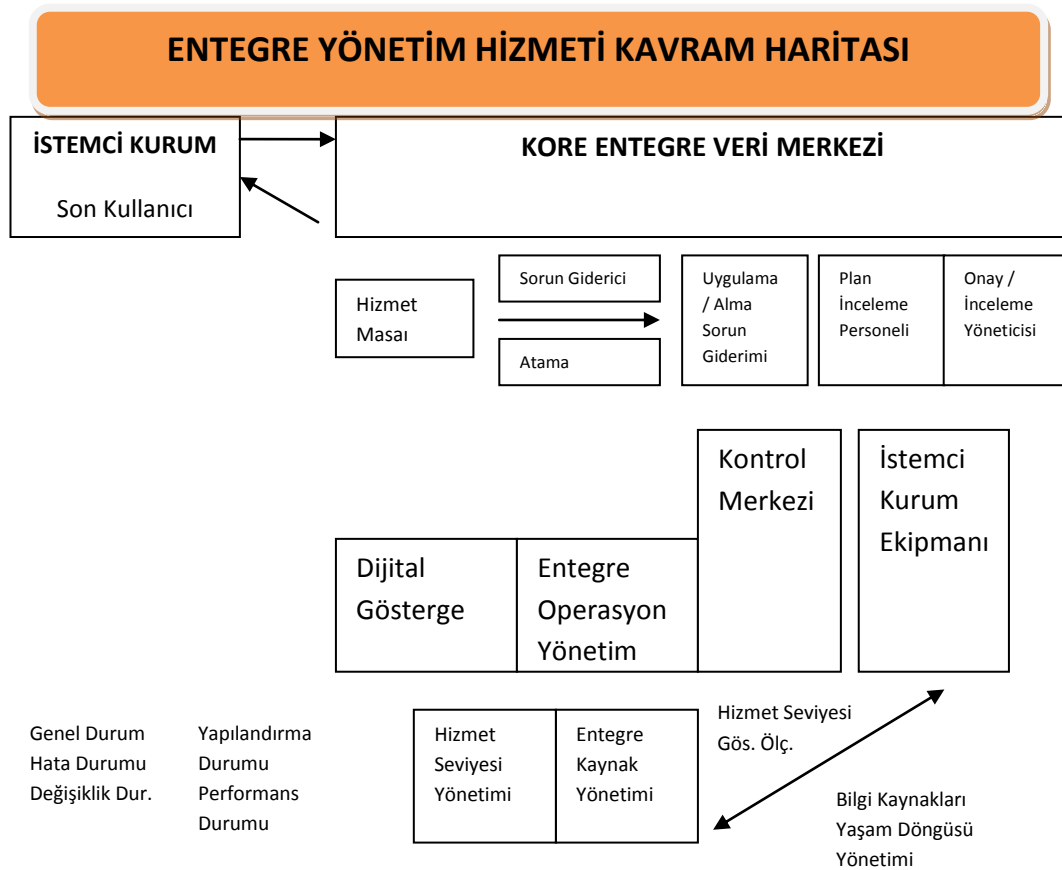 ENTEGRE YÖNETİM HİZMETİ KAVRAM HARİTASI
İSTEMCİ KURUM
Son Kullanıcı
KORE ENTEGRE VERİ MERKEZİ
Hizmet
Masaı
Sorun Giderici
Atama
Uygulama
/ Alma
Sorun
Giderimi
Plan
İnceleme
Personeli
Onay /
İnceleme
Yöneticisi
Kontrol
Merkezi
İstemci
Kurum
Ekipmanı
Dijital
Gösterge
Entegre
Operasyon
Yönetim
Genel Durum
Hata Durumu
Değişiklik Dur.
Yapılandırma
Durumu
Performans
Durumu
Hizmet
Seviyesi
Yönetimi
Entegre
Kaynak
Yönetimi
Hizmet Seviyesi
Gös. Ölç.
Bilgi Kaynakları
Yaşam Döngüsü
Yönetimi